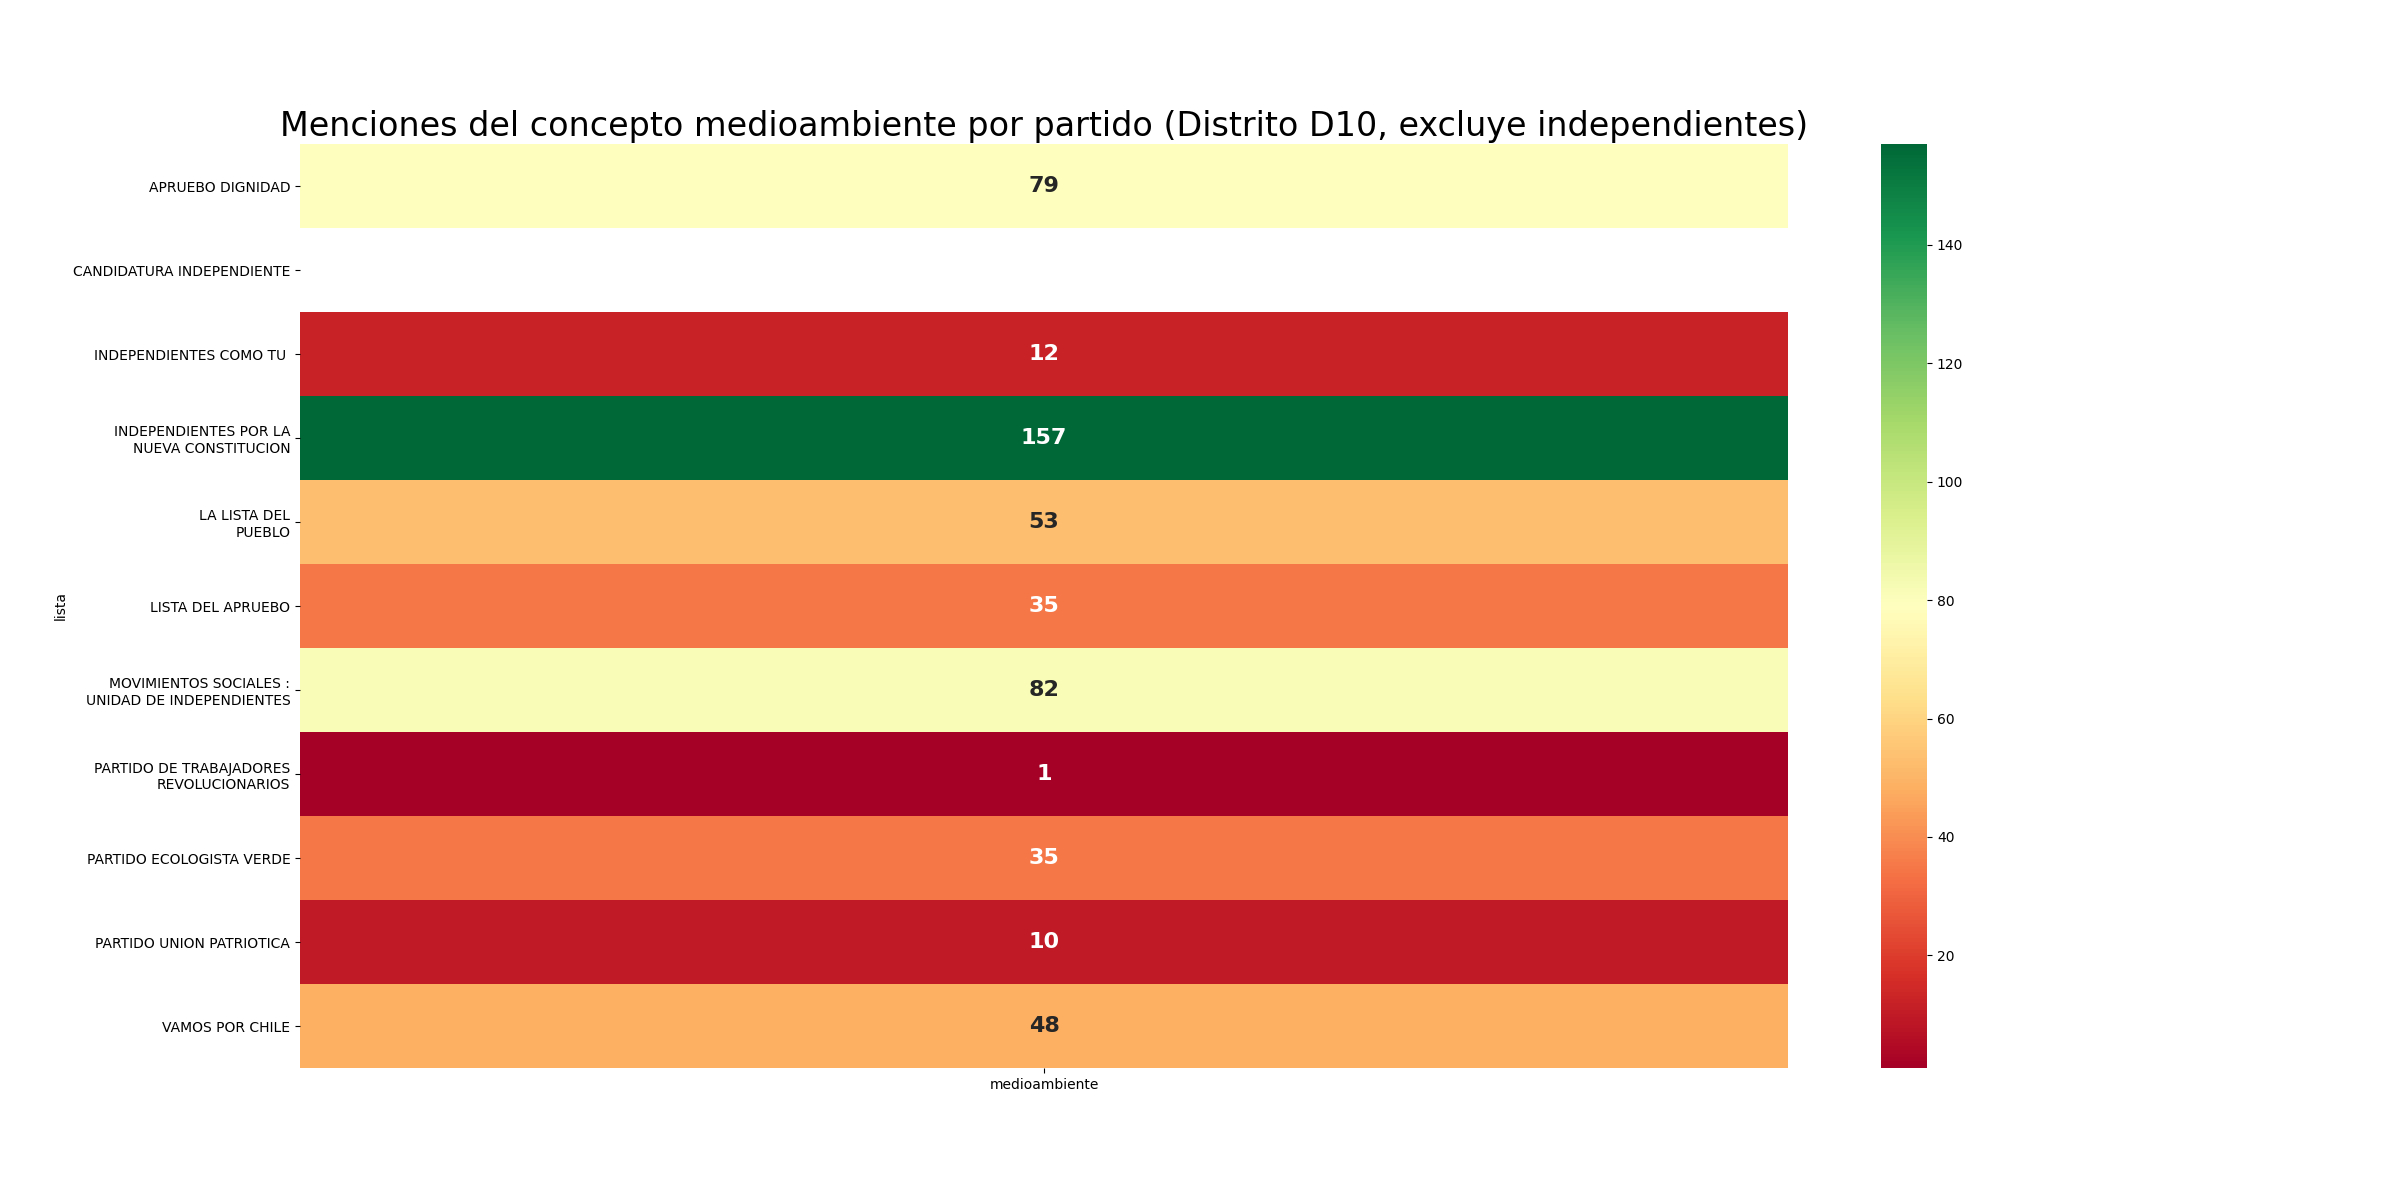 Menciones del concepto medioambiente por partido (Distrito D10, excluye independientes)
APRUEBO DIGNIDAD
79
CANDIDATURA INDEPENDIENTE
INDEPENDIENTES COMO TU
12
INDEPENDIENTES POR LA
NUEVA CONSTITUCION
157
LA LISTA DEL
PUEBLO
53
LISTA DEL APRUEBO
35
MOVIMIENTOS SOCIALES :
UNIDAD DE INDEPENDIENTES
82
PARTIDO DE TRABAJADORES
REVOLUCIONARIOS
1
PARTIDO ECOLOGISTA VERDE
35
PARTIDO UNION PATRIOTICA
10
VAMOS POR CHILE
48
lista
medioambiente
140
120
100
80
60
40
20